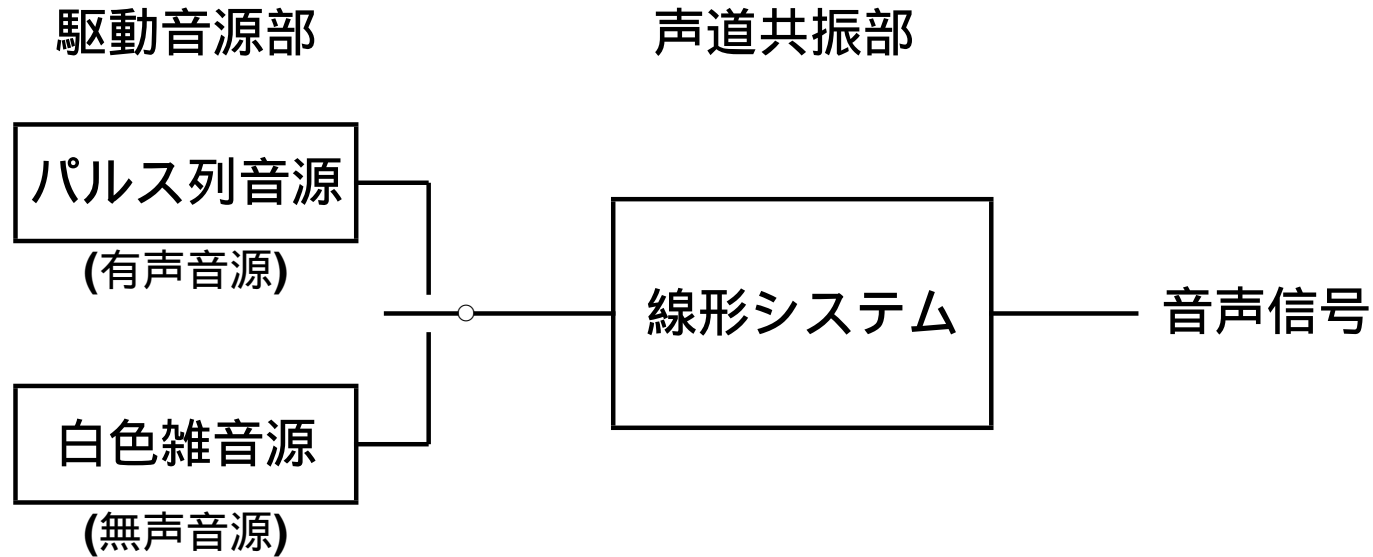 駆動音源部
声道共振部
パルス列音源
(有声音源)
線形システム
音声信号
白色雑音源
(無声音源)